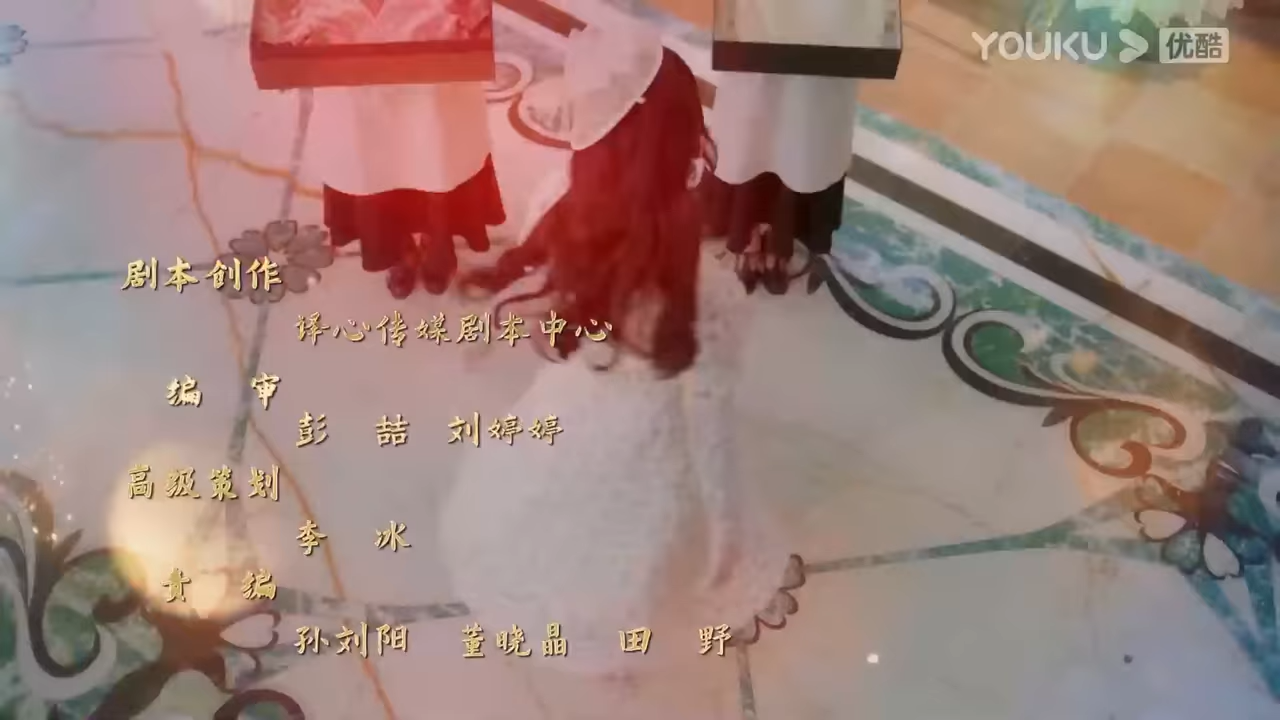 YOUKU 优酷
剧本创作
译心传媒剧本中心
编 审
彭 喆 刘婷婷
高级策划
李 冰
责 编
孙刘阳 董晓晶 田 野